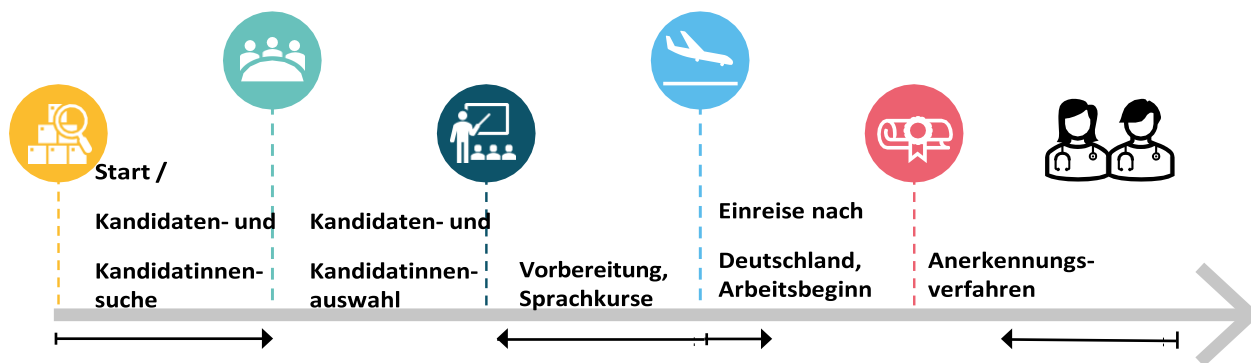 Start /
Kandidaten- und
Kandidatinnen-
suche
Kandidaten- und
Kandidatinnen-
auswahl
Vorbereitung,
Sprachkurse
Einreise nach
Deutschland,
Arbeitsbeginn
Anerkennungs-
verfahren